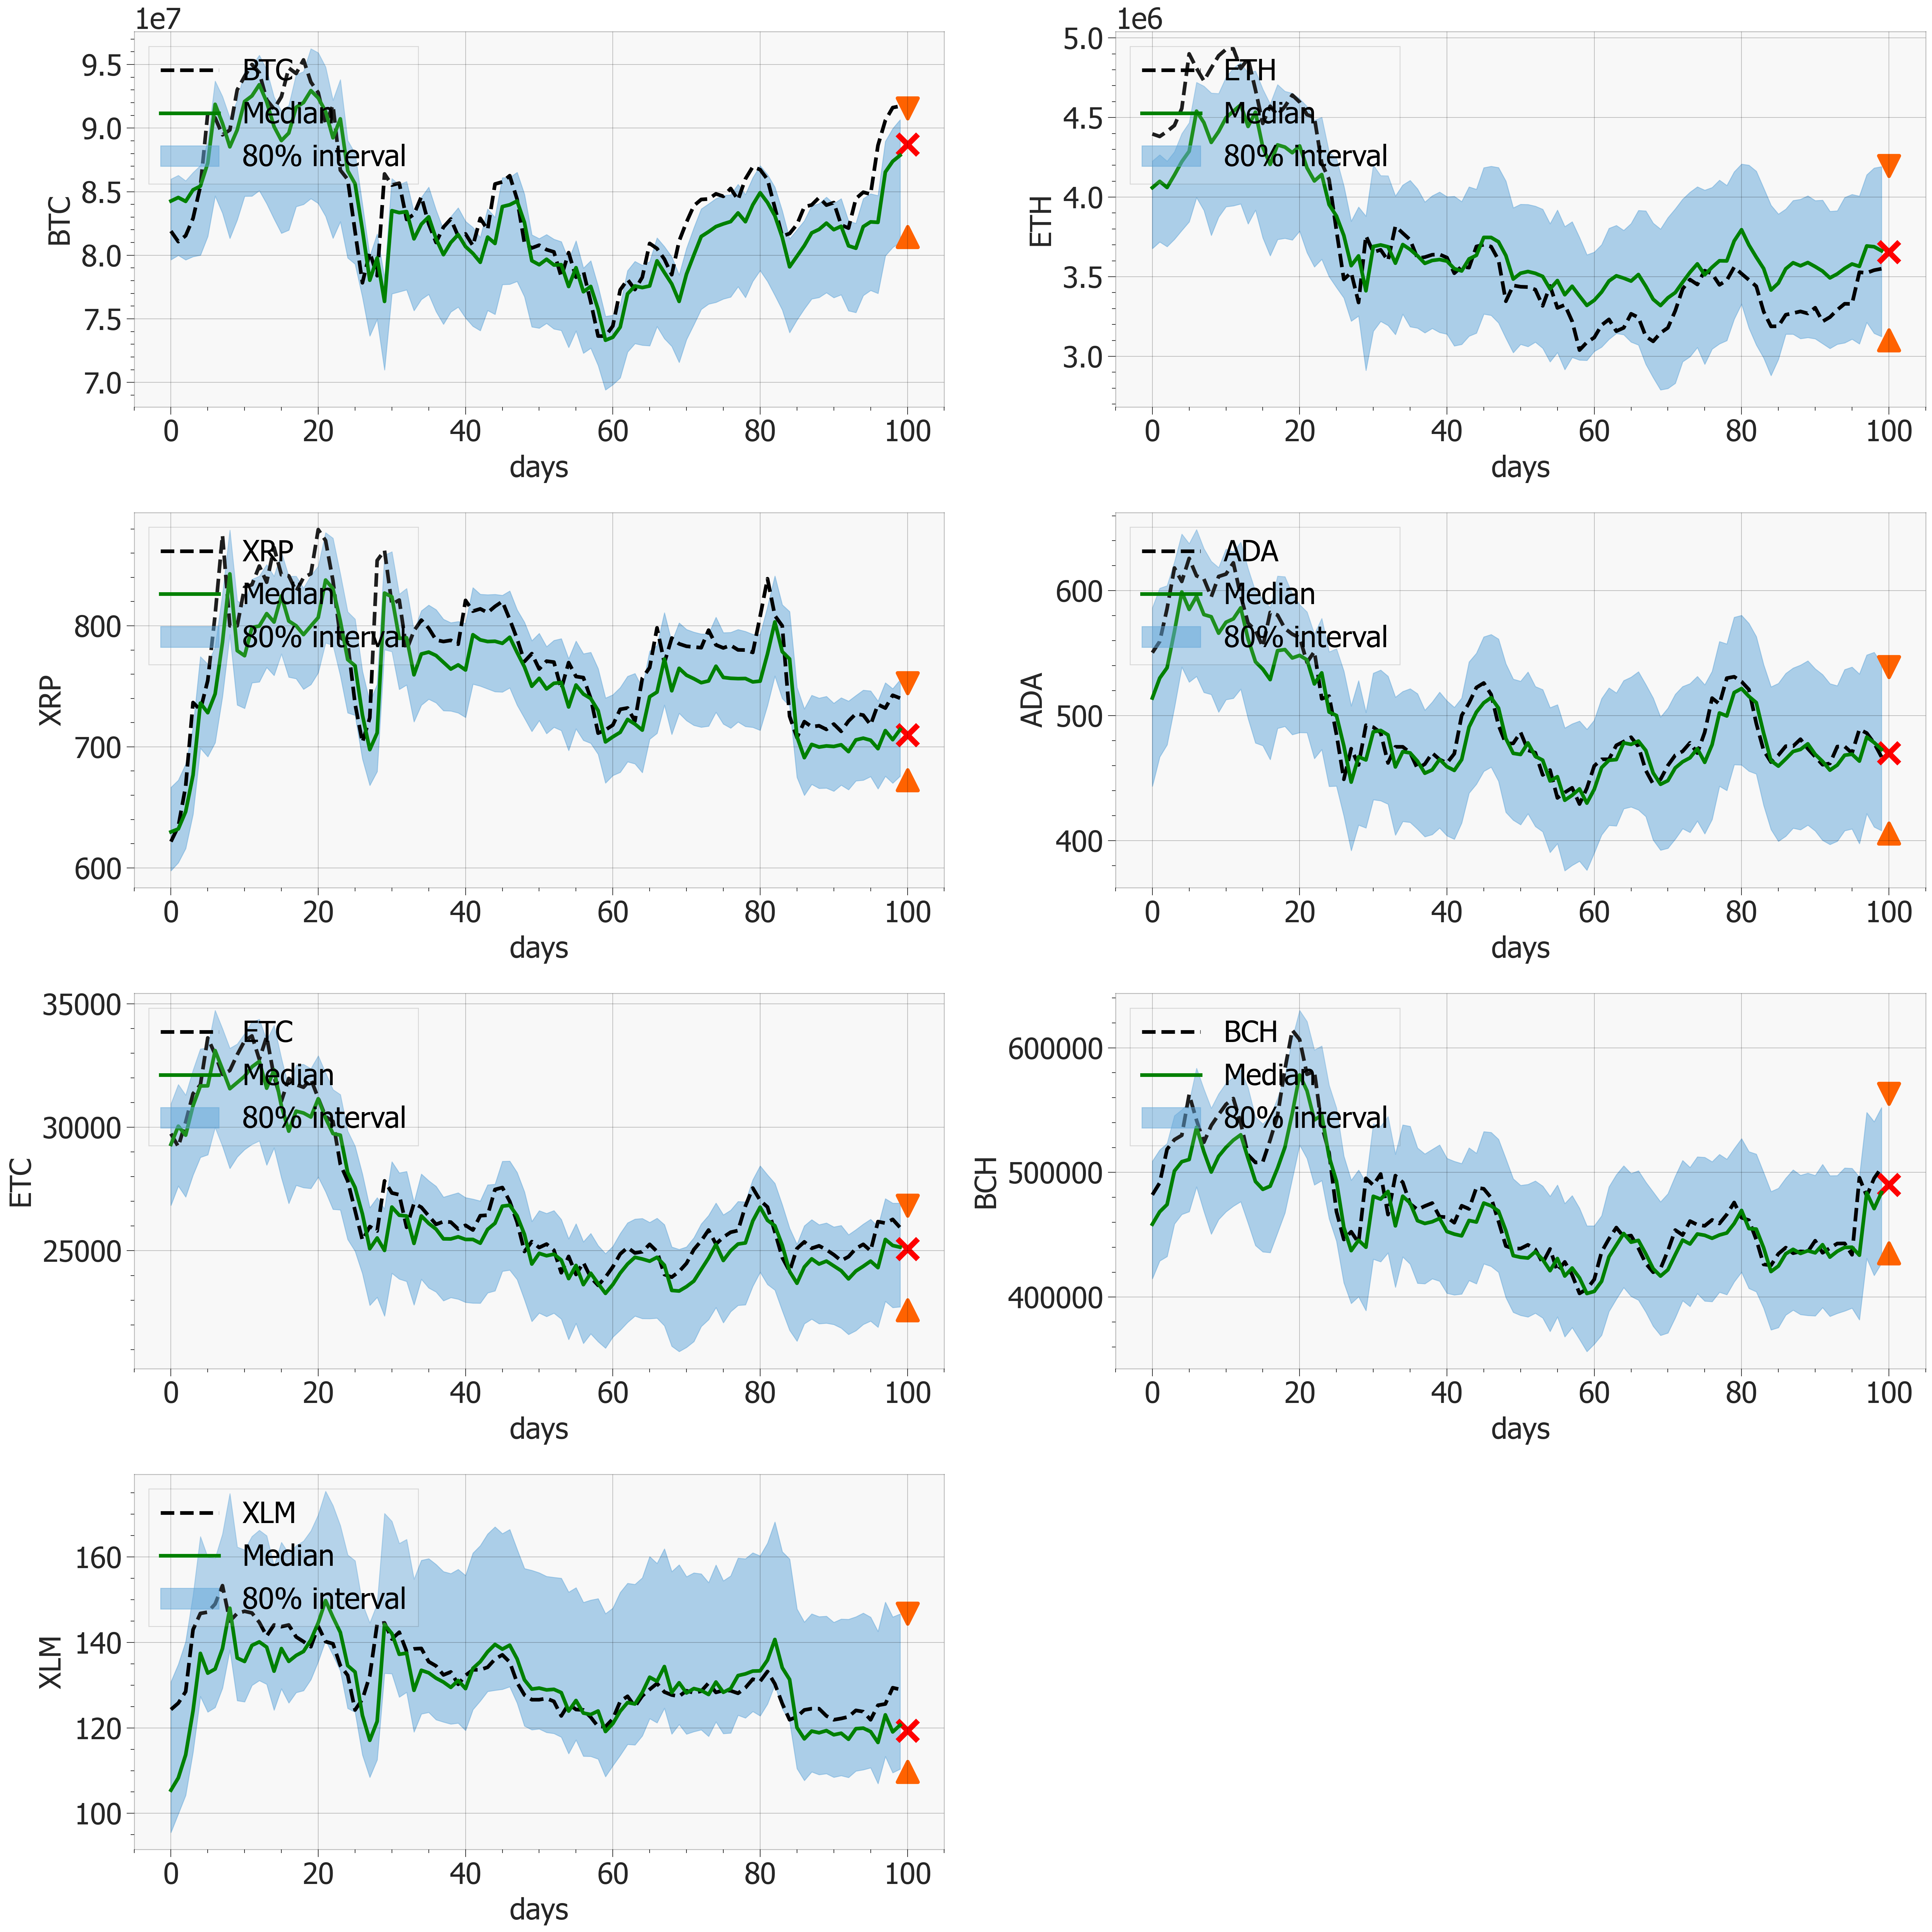 1e7
BTC
Median
80% interval
9.5
9.0
8.5
8.0
7.5
7.0
BTC
0 20 40 60 80 100
days
1e6
ETH
Median
80% interval
5.0
4.5
4.0
3.5
3.0
ETH
0 20 40 60 80 100
days
XRP
Median
80% interval
800
700
600
XRP
0 20 40 60 80 100
days
ADA
Median
80% interval
600
500
400
ADA
0 20 40 60 80 100
days
ETC
Median
80% interval
35000
30000
25000
ETC
0 20 40 60 80 100
days
BCH
Median
80% interval
600000
500000
400000
BCH
0 20 40 60 80 100
days
XLM
Median
80% interval
160
140
120
100
XLM
0 20 40 60 80 100
days